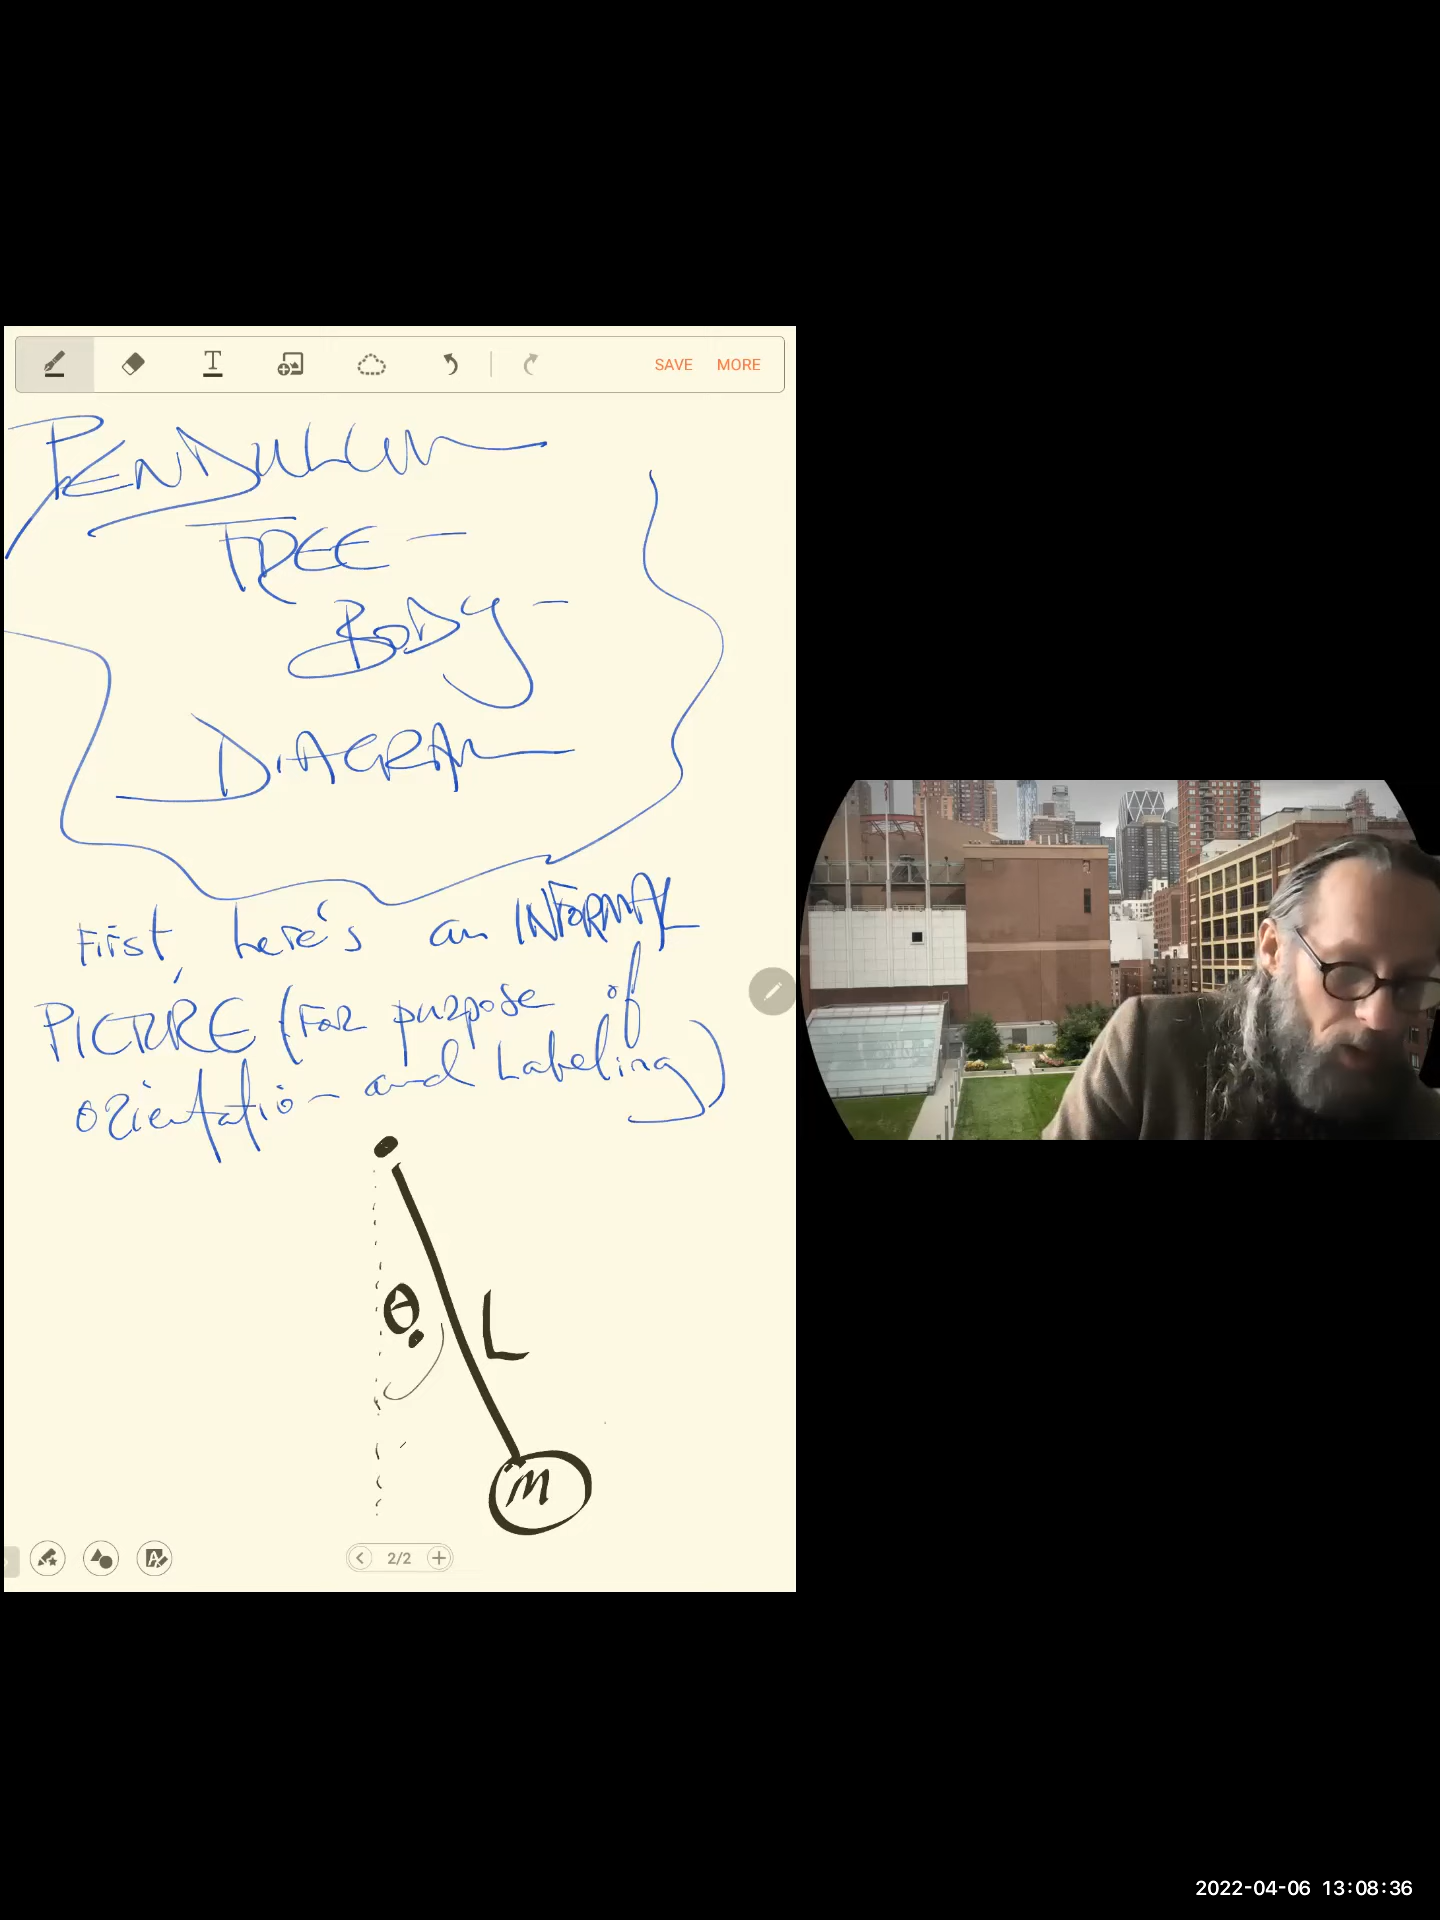 T
SAVE MORE
PENDULUM
FREE-
BODY-
DIAGRAM
First, here's an INFORMAL
PICTURE (FOR purpose of
orientation and Labeling)
θ
L
m
2/2
A
2022-04-06 13:08:36